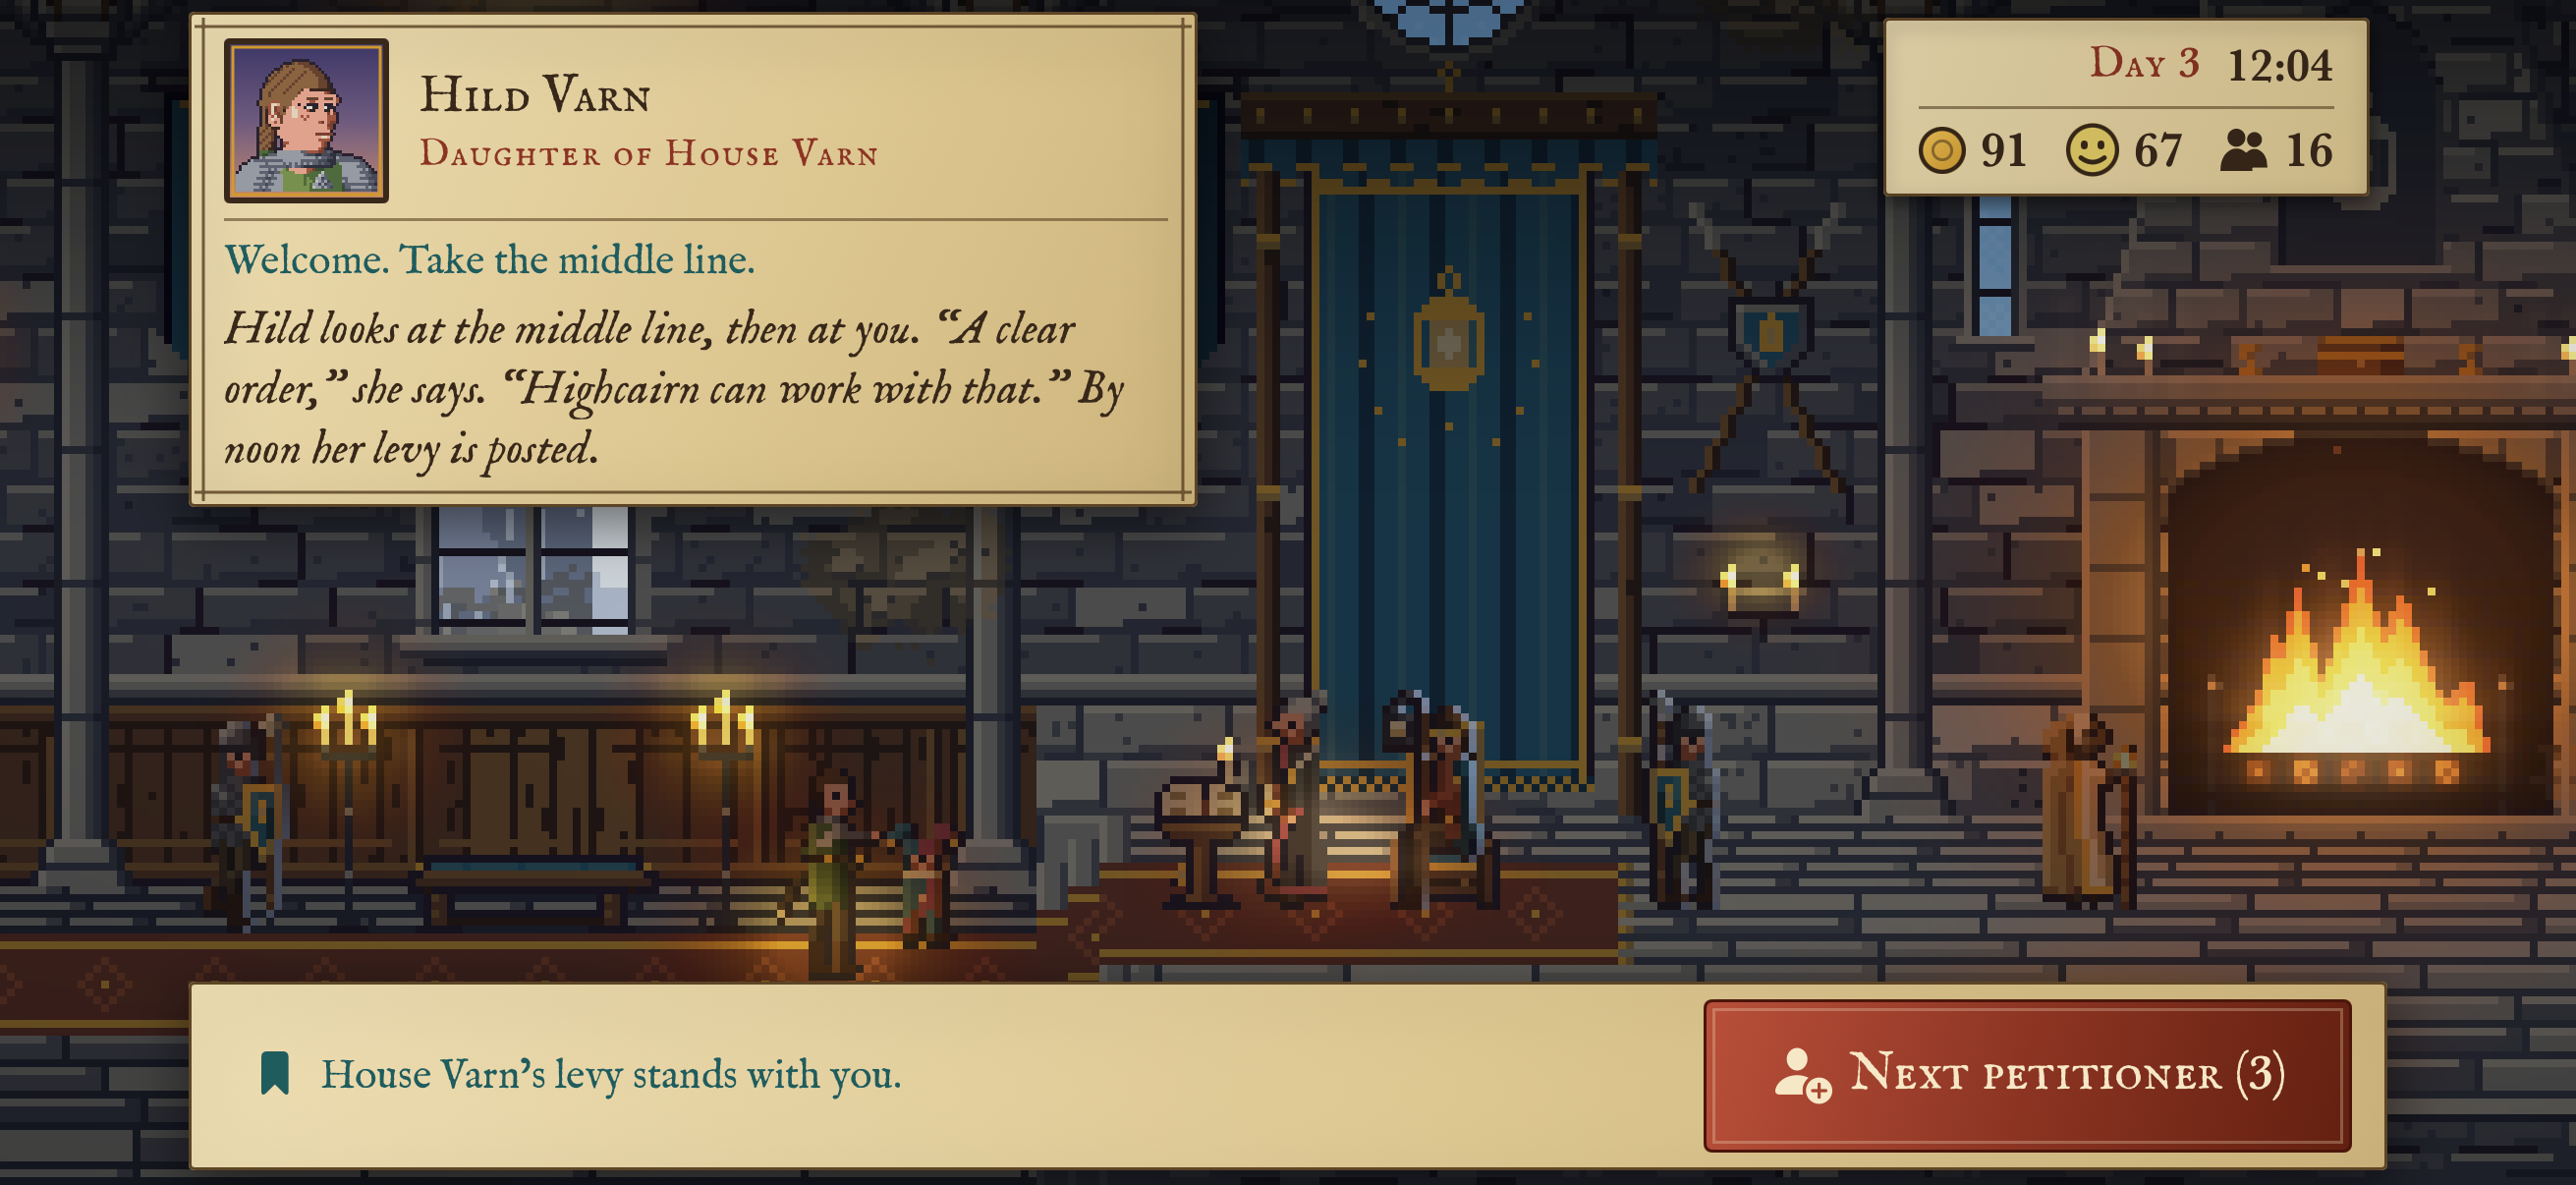 Hild Varn
Daughter of House Varn
Welcome. Take the middle line.
Hild looks at the middle line, then at you. “A clear
order,” she says. “Highcairn can work with that.” By
noon her levy is posted.
Day 3 12:04
91 67 16
House Varn’s levy stands with you.
Next petitioner (3)